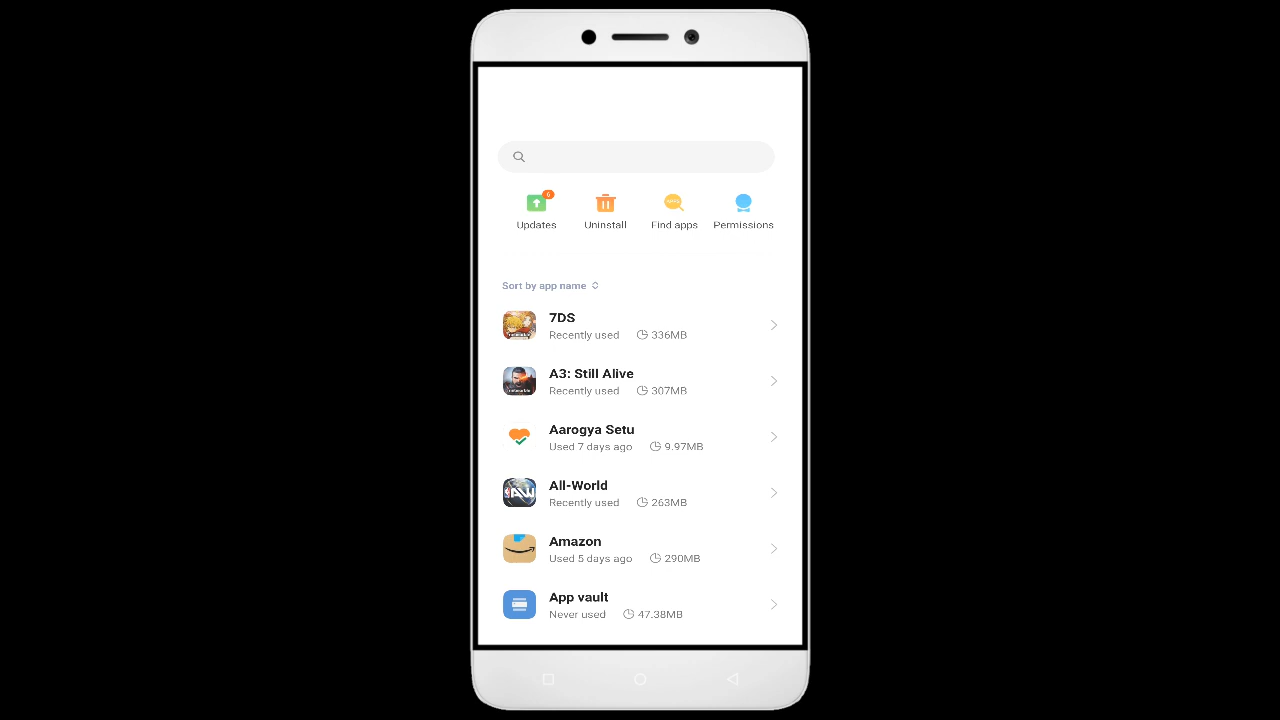 6
Updates
Uninstall
Find apps
Permissions
Sort by app name
7DS
Recently used 336MB
A3: Still Alive
Recently used 307MB
Aarogya Setu
Used 7 days ago 9.97MB
All-World
Recently used 263MB
Amazon
Used 5 days ago 290MB
App vault
Never used 47.38MB